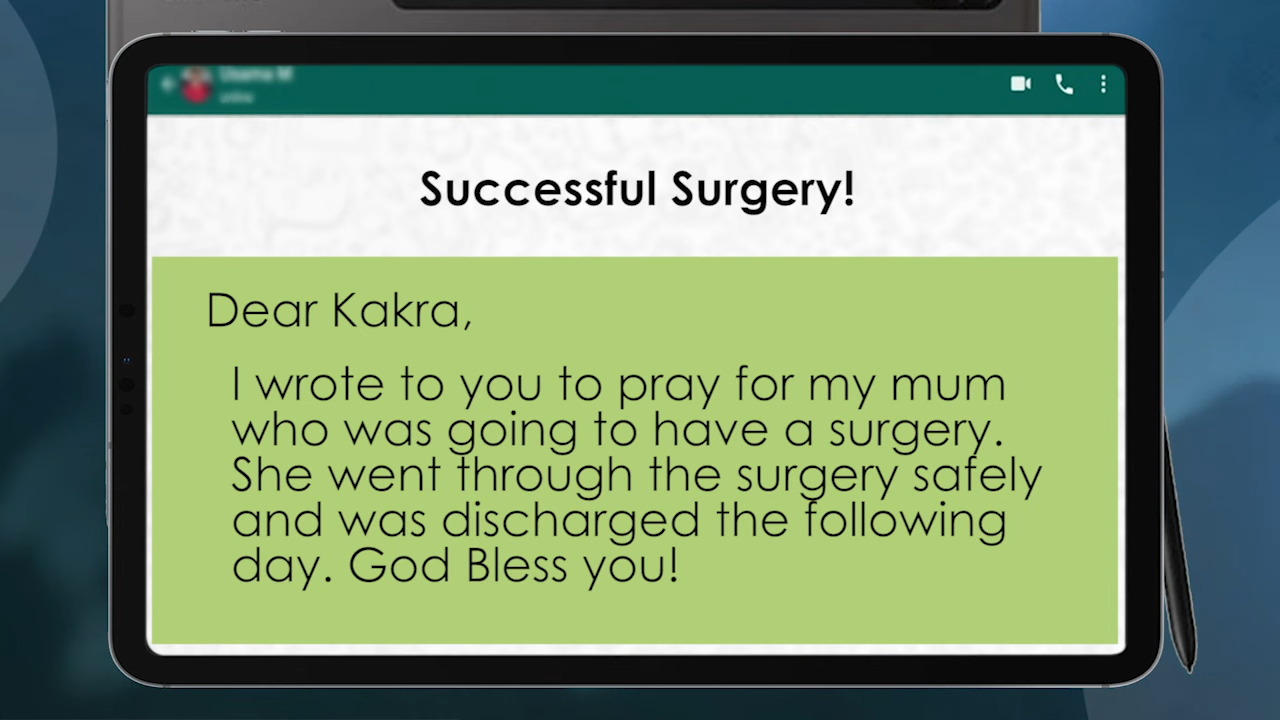 Successful Surgery!
Dear Kakra,
I wrote to you to pray for my mum
who was going to have a surgery.
She went through the surgery safely
and was discharged the following
day. God Bless you!